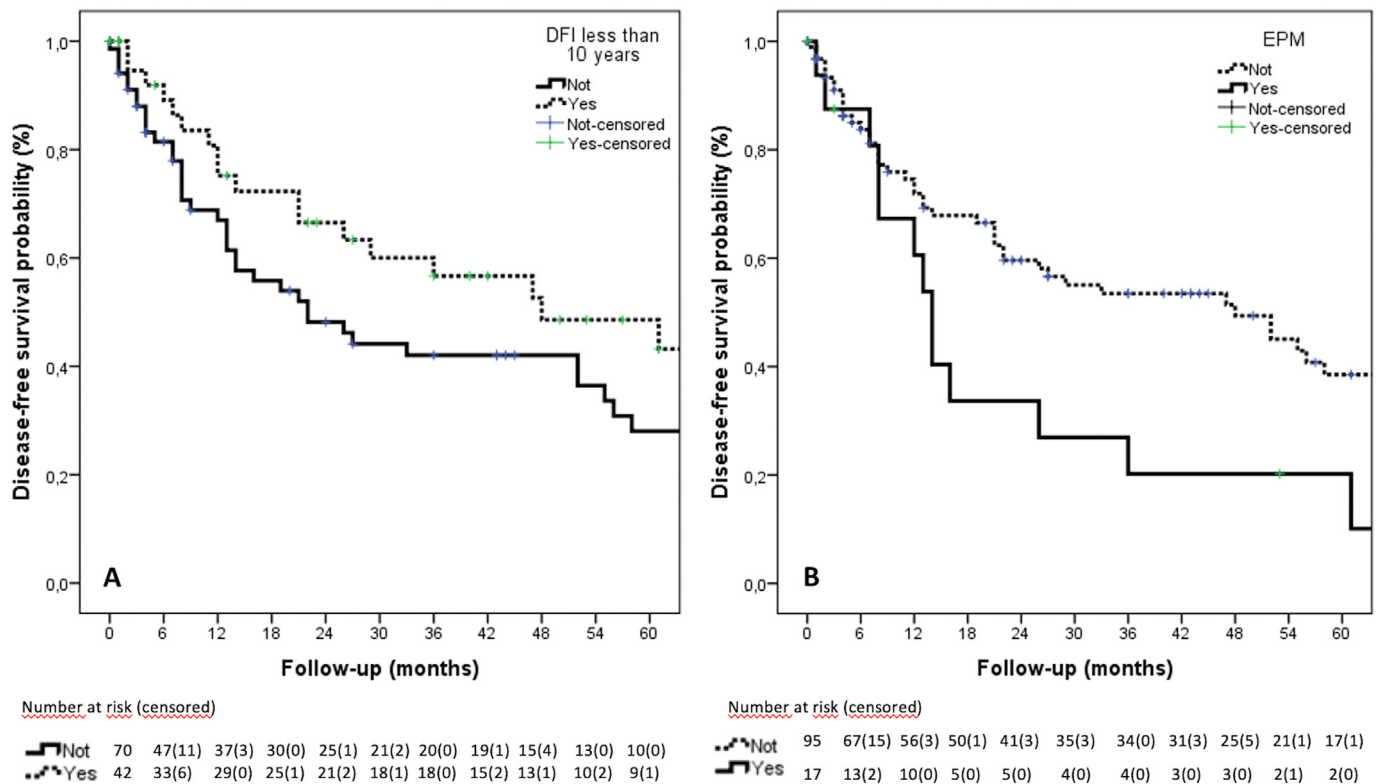 DFI less than
10 years
Not
Yes
Not-censored
Yes-censored
1,0
0,8
0,6
0,4
0,2
0,0
Disease-free survival probability (%)
A
0 6 12 18 24 30 36 42 48 54 60
Follow-up (months)
Number at risk (censored)
Not 70 47(11) 37(3) 30(0) 25(1) 21(2) 20(0) 19(1) 15(4) 13(0) 10(0)
Yes 42 33(6) 29(0) 25(1) 21(2) 18(1) 18(0) 15(2) 13(1) 10(2) 9(1)
EPM
Not
Yes
Not-censored
Yes-censored
1,0
0,8
0,6
0,4
0,2
0,0
Disease-free survival probability (%)
B
0 6 12 18 24 30 36 42 48 54 60
Follow-up (months)
Number at risk (censored)
Not 95 67(15) 56(3) 50(1) 41(3) 35(3) 34(0) 31(3) 25(5) 21(1) 17(1)
Yes 17 13(2) 10(0) 5(0) 5(0) 4(0) 4(0) 3(0) 3(0) 2(1) 2(0)